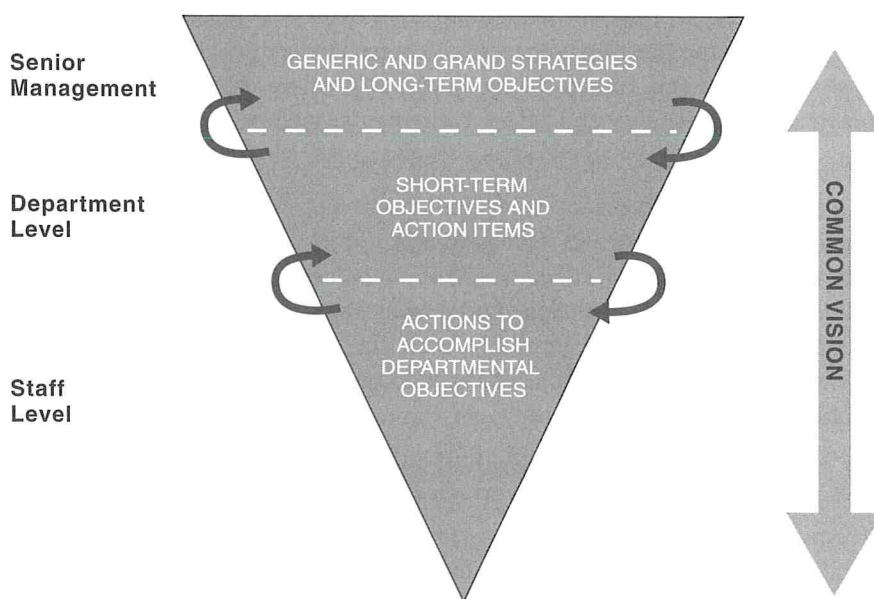 Senior
Management
GENERIC AND GRAND STRATEGIES
AND LONG-TERM OBJECTIVES
Department
Level
SHORT-TERM
OBJECTIVES AND
ACTION ITEMS
Staff
Level
ACTIONS TO
ACCOMPLISH
DEPARTMENTAL
OBJECTIVES
COMMON VISION